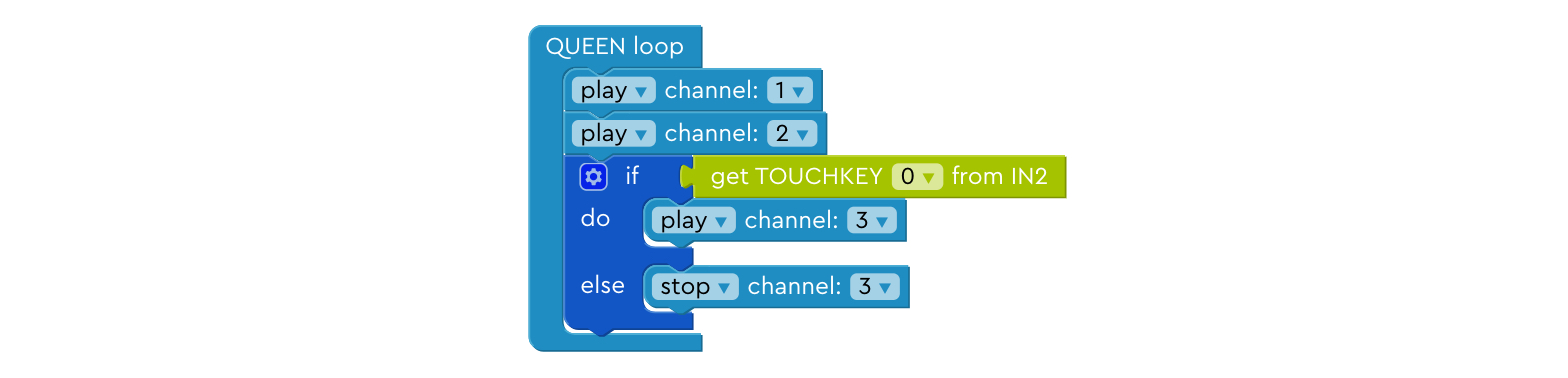 QUEEN loop
play ▼ channel: 1 ▼
play ▼ channel: 2 ▼
if get TOUCHKEY 0 ▼ from IN2
do play ▼ channel: 3 ▼
else stop ▼ channel: 3 ▼